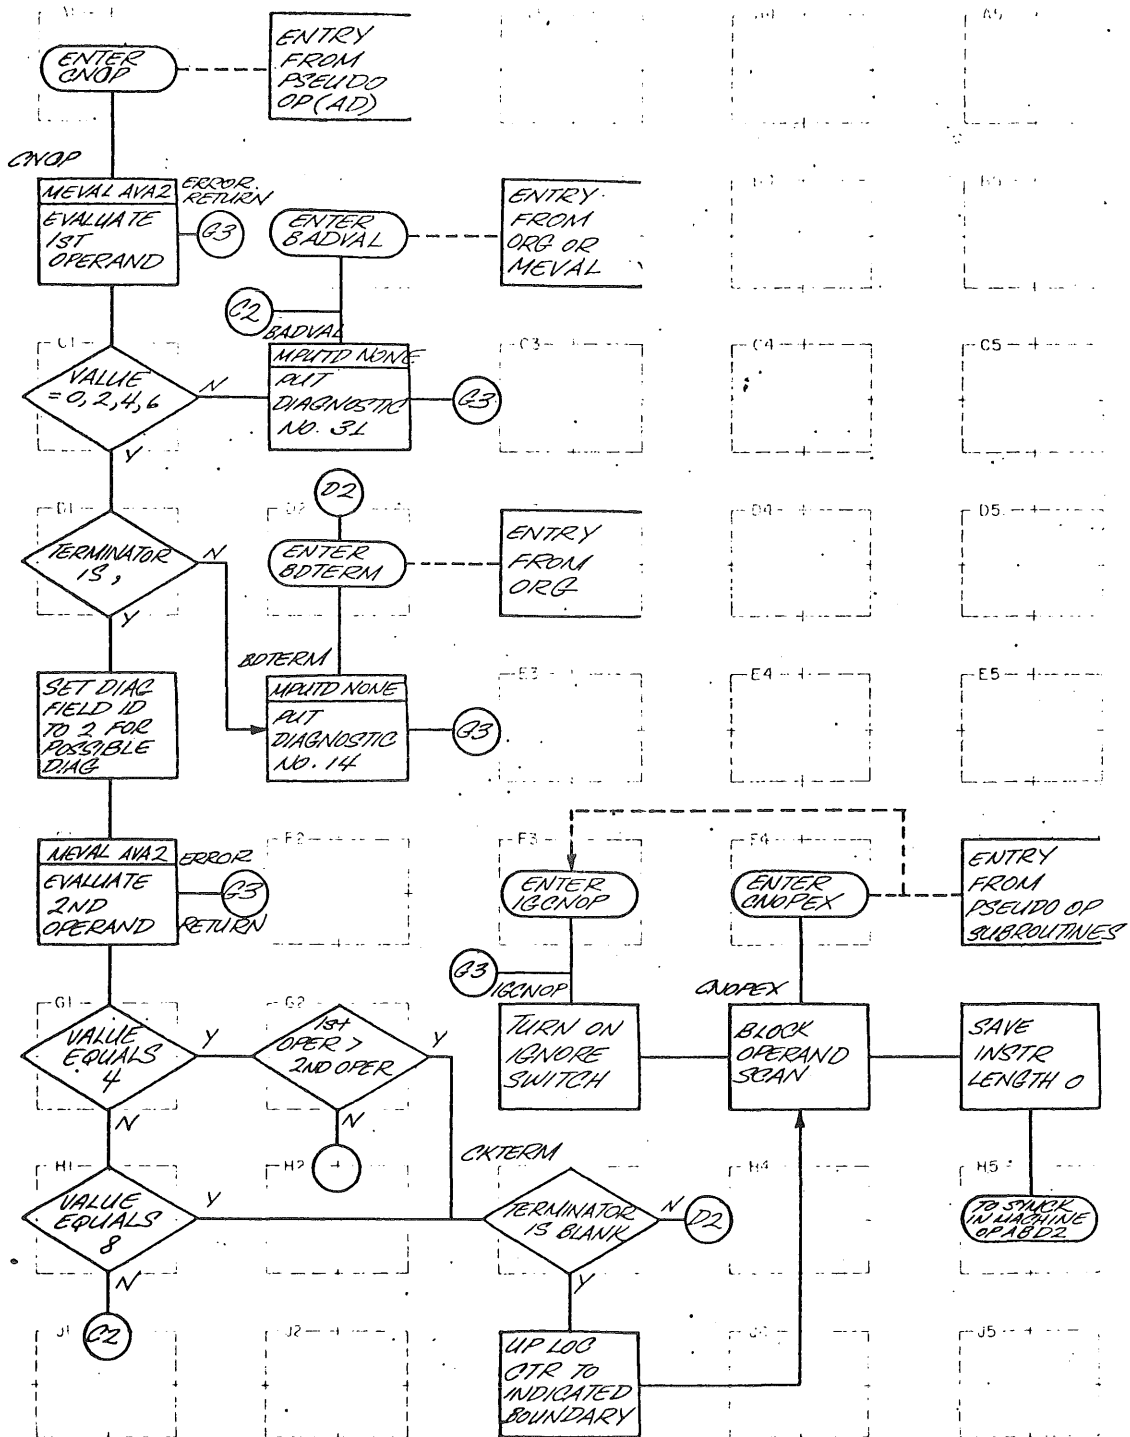 ENTER
CNOP
ENTRY
FROM
PSEUDO
OP(AD)
A5
CNOP
MEVAL AVA2
EVALUATE
1ST
OPERAND
ERROR
RETURN
G3
ENTER
BADVAL
ENTRY
FROM
ORG OR
MEVAL
B5
C2
BADVAL
C1
VALUE
=0,2,4,6
N
Y
MPUTD NONE
PUT
DIAGNOSTIC
NO. 31
G3
C3
C4
C5
D2
D1
TERMINATOR
IS ,
N
Y
D2
ENTER
BDTERM
ENTRY
FROM
ORG
D4
D5
BDTERM
SET DIAG
FIELD ID
TO 2 FOR
POSSIBLE
DIAG
MPUTD NONE
PUT
DIAGNOSTIC
NO. 14
G3
E3
E4
E5
MEVAL AVA2
EVALUATE
2ND
OPERAND
ERROR
G3
RETURN
F2
F3
ENTER
IGCNOP
F4
ENTER
CNOPEX
ENTRY
FROM
PSEUDO OP
SUBROUTINES
G3
IGCNOP
CNOPEX
G1
VALUE
EQUALS
4
Y
N
G2
1st
OPER >
2ND OPER
Y
N
TURN ON
IGNORE
SWITCH
BLOCK
OPERAND
SCAN
SAVE
INSTR
LENGTH 0
H1
VALUE
EQUALS
8
Y
N
H2
CKTERM
TERMINATOR
IS BLANK
N
D2
Y
H4
H5
TO SYNCK
IN MACHINE
OP ABD2
J1
C2
J2
UP LOC
CTR TO
INDICATED
BOUNDARY
J5